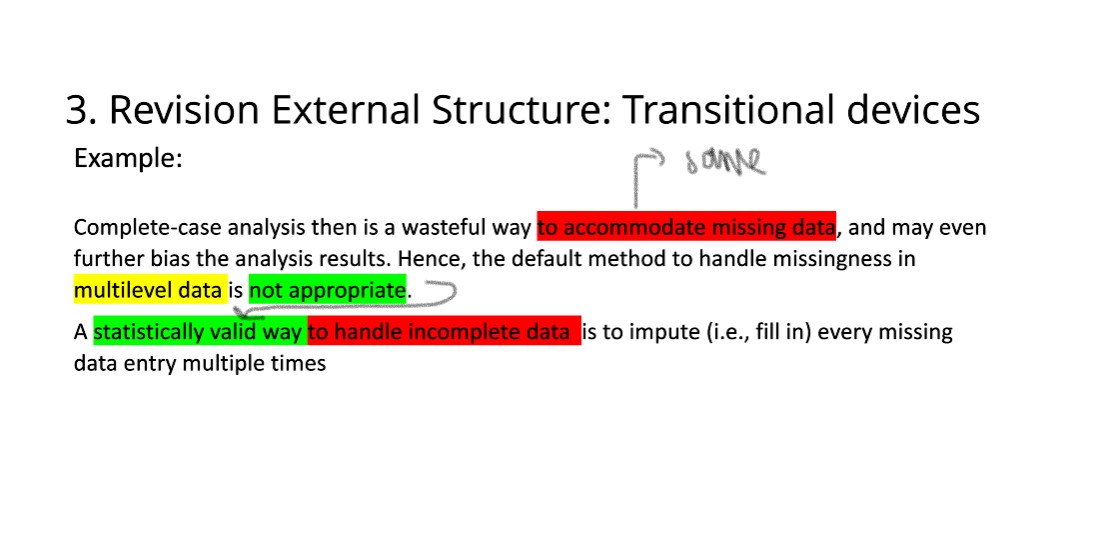 3. Revision External Structure: Transitional devices
Example:
same
Complete-case analysis then is a wasteful way to accommodate missing data, and may even
further bias the analysis results. Hence, the default method to handle missingness in
multilevel data is not appropriate.
A statistically valid way to handle incomplete data is to impute (i.e., fill in) every missing
data entry multiple times